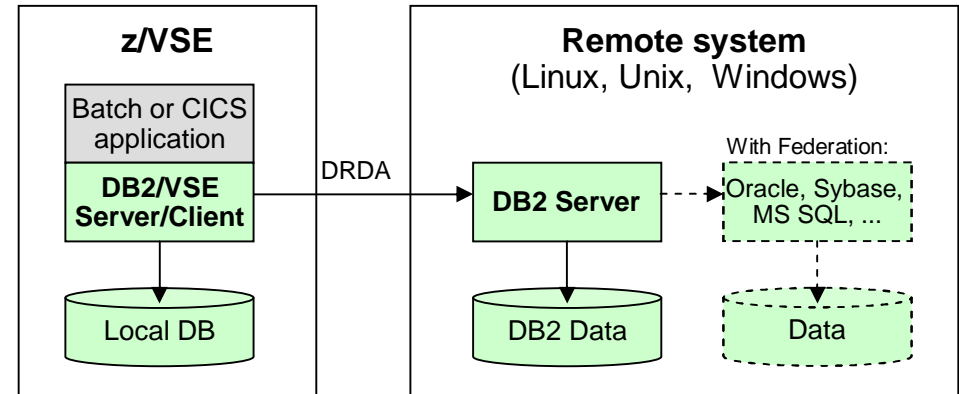 z/VSE
Batch or CICS
application
DB2/VSE
Server/Client
Local DB
DRDA
Remote system
(Linux, Unix, Windows)
DB2 Server
DB2 Data
With Federation:
Oracle, Sybase,
MS SQL, ...
Data